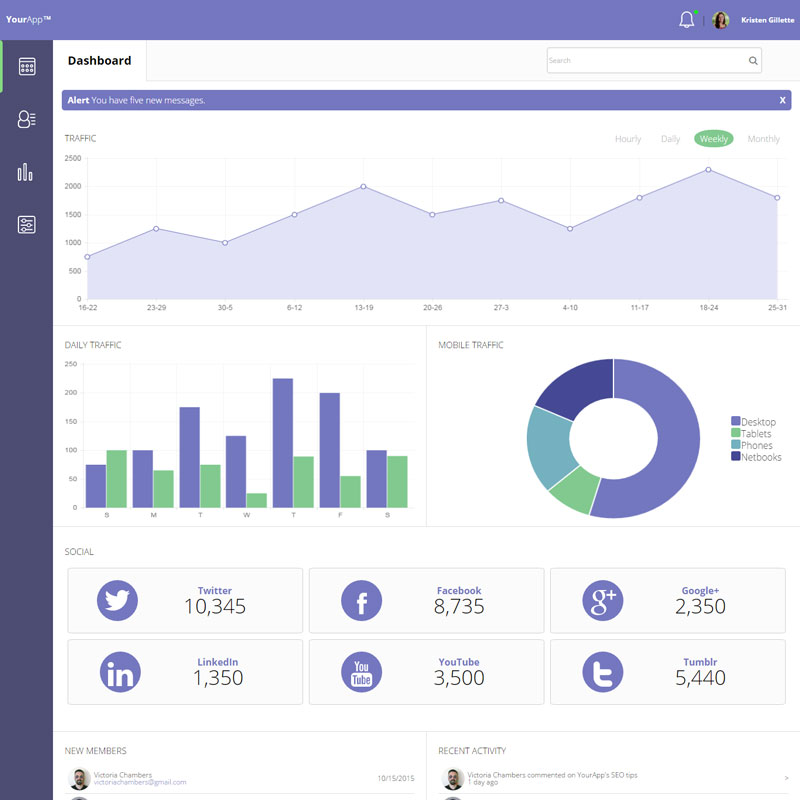 YourApp™
Kristen Gillette
Dashboard
Search
Alert You have five new messages.
X
TRAFFIC
Hourly Daily Weekly Monthly
2500
2000
1500
1000
500
0
16-22 23-29 30-5 6-12 13-19 20-26 27-3 4-10 11-17 18-24 25-31
DAILY TRAFFIC
250
200
150
100
50
0
S M T W T F S
MOBILE TRAFFIC
Desktop
Tablets
Phones
Netbooks
SOCIAL
Twitter
10,345
Facebook
8,735
Google+
2,350
LinkedIn
1,350
You
Tube
YouTube
3,500
Tumblr
5,440
NEW MEMBERS
Victoria Chambers
victoriachambers@gmail.com
10/15/2015
RECENT ACTIVITY
Victoria Chambers commented on YourApp's SEO tips
1 day ago
>